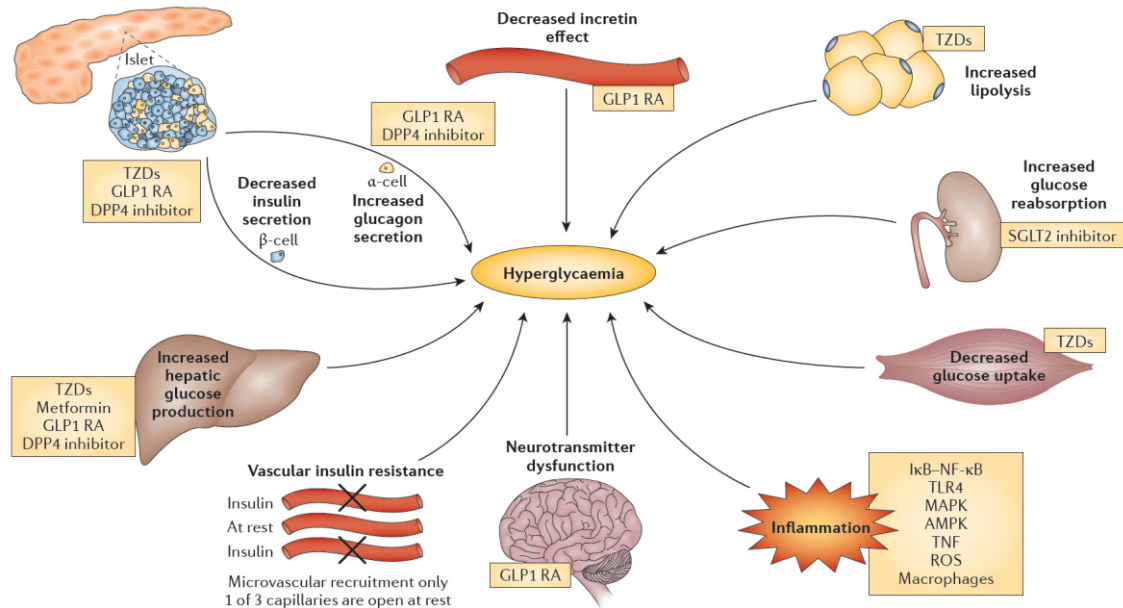 Islet
TZDs
GLP1 RA
DPP4 inhibitor
Decreased
insulin
secretion
β-cell
GLP1 RA
DPP4 inhibitor
α-cell
Increased
glucagon
secretion
Decreased incretin
effect
GLP1 RA
TZDs
Increased
lipolysis
Increased
glucose
reabsorption
SGLT2 inhibitor
Hyperglycaemia
TZDs
Decreased
glucose uptake
Increased
hepatic
glucose
production
TZDs
Metformin
GLP1 RA
DPP4 inhibitor
Vascular insulin resistance
Insulin
At rest
Insulin
Microvascular recruitment only
1 of 3 capillaries are open at rest
Neurotransmitter
dysfunction
GLP1 RA
Inflammation
IκB–NF-κB
TLR4
MAPK
AMPK
TNF
ROS
Macrophages